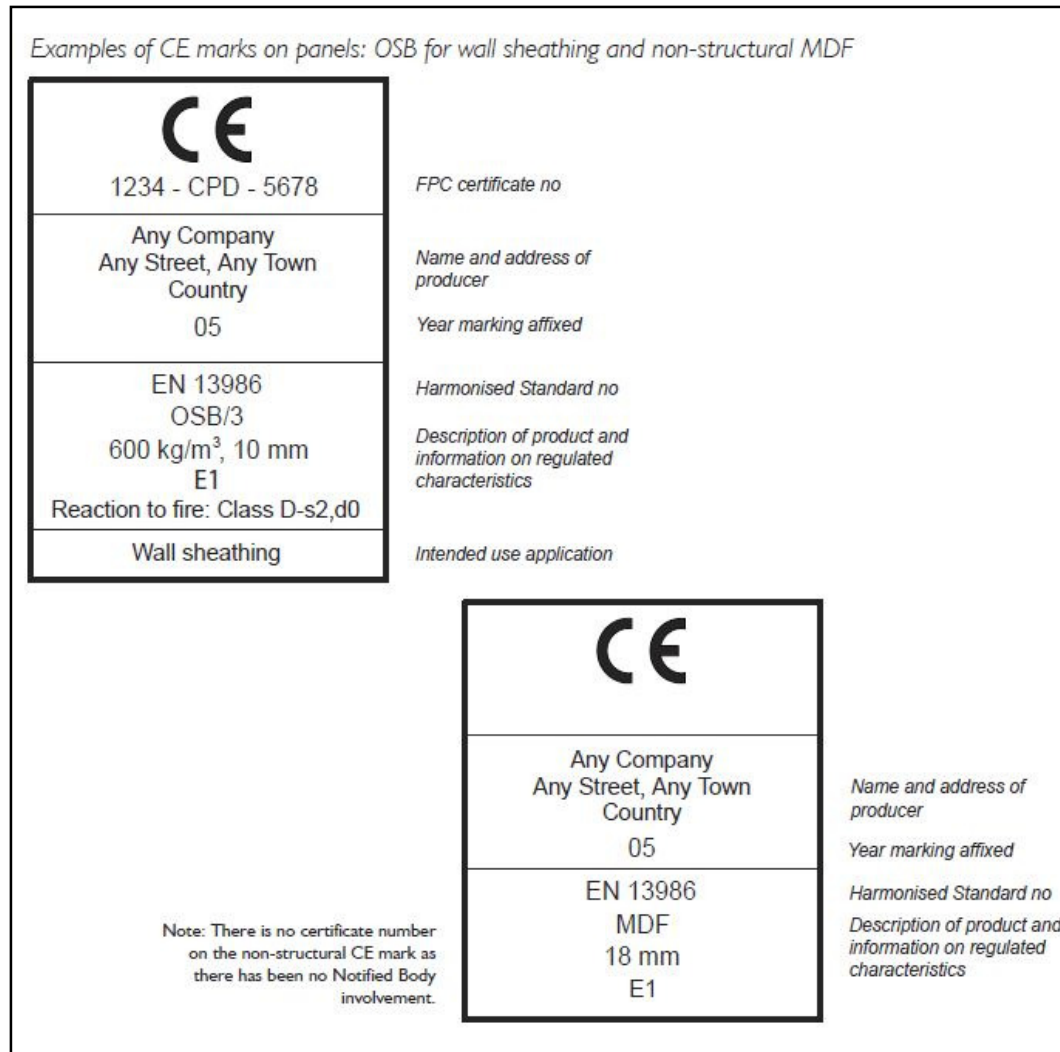 Examples of CE marks on panels: OSB for wall sheathing and non-structural MDF
CE
1234 - CPD - 5678
FPC certificate no
Any Company
Any Street, Any Town
Country
Name and address of
producer
05
Year marking affixed
EN 13986
Harmonised Standard no
OSB/3
600 kg/m³, 10 mm
E1
Reaction to fire: Class D-s2,d0
Description of product and
information on regulated
characteristics
Wall sheathing
Intended use application
CE
Any Company
Any Street, Any Town
Country
Name and address of
producer
05
Year marking affixed
EN 13986
Harmonised Standard no
MDF
18 mm
E1
Description of product and
information on regulated
characteristics
Note: There is no certificate number
on the non-structural CE mark as
there has been no Notified Body
involvement.